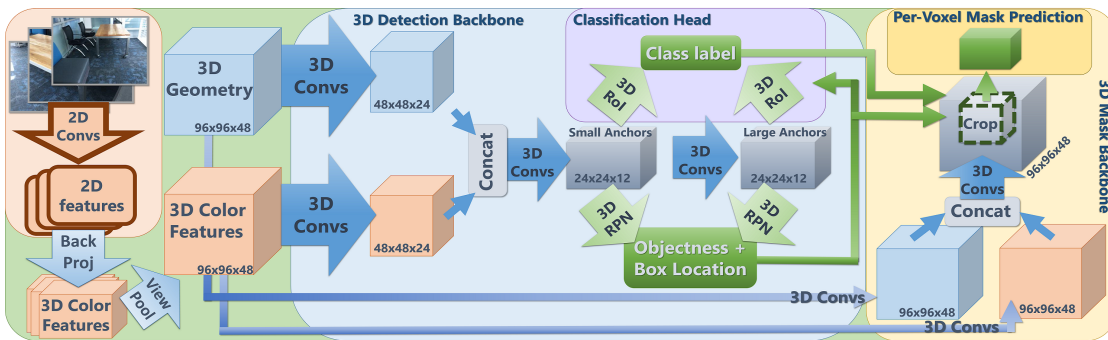 2D
Convs
2D
features
Back
Proj
3D Color
Features
View
Pool
3D
Geometry
96x96x48
3D Color
Features
96x96x48
3D Detection Backbone
3D
Convs
48x48x24
3D
Convs
48x48x24
Concat
3D
Convs
Classification Head
Class label
3D
RoI
3D
RoI
Small Anchors
24x24x12
3D
Convs
Large Anchors
24x24x12
3D
RPN
3D
RPN
Objectness +
Box Location
Per-Voxel Mask Prediction
Crop
96x96x48
3D
Convs
Concat
96x96x48
96x96x48
3D Convs
3D Convs
3D Mask Backbone